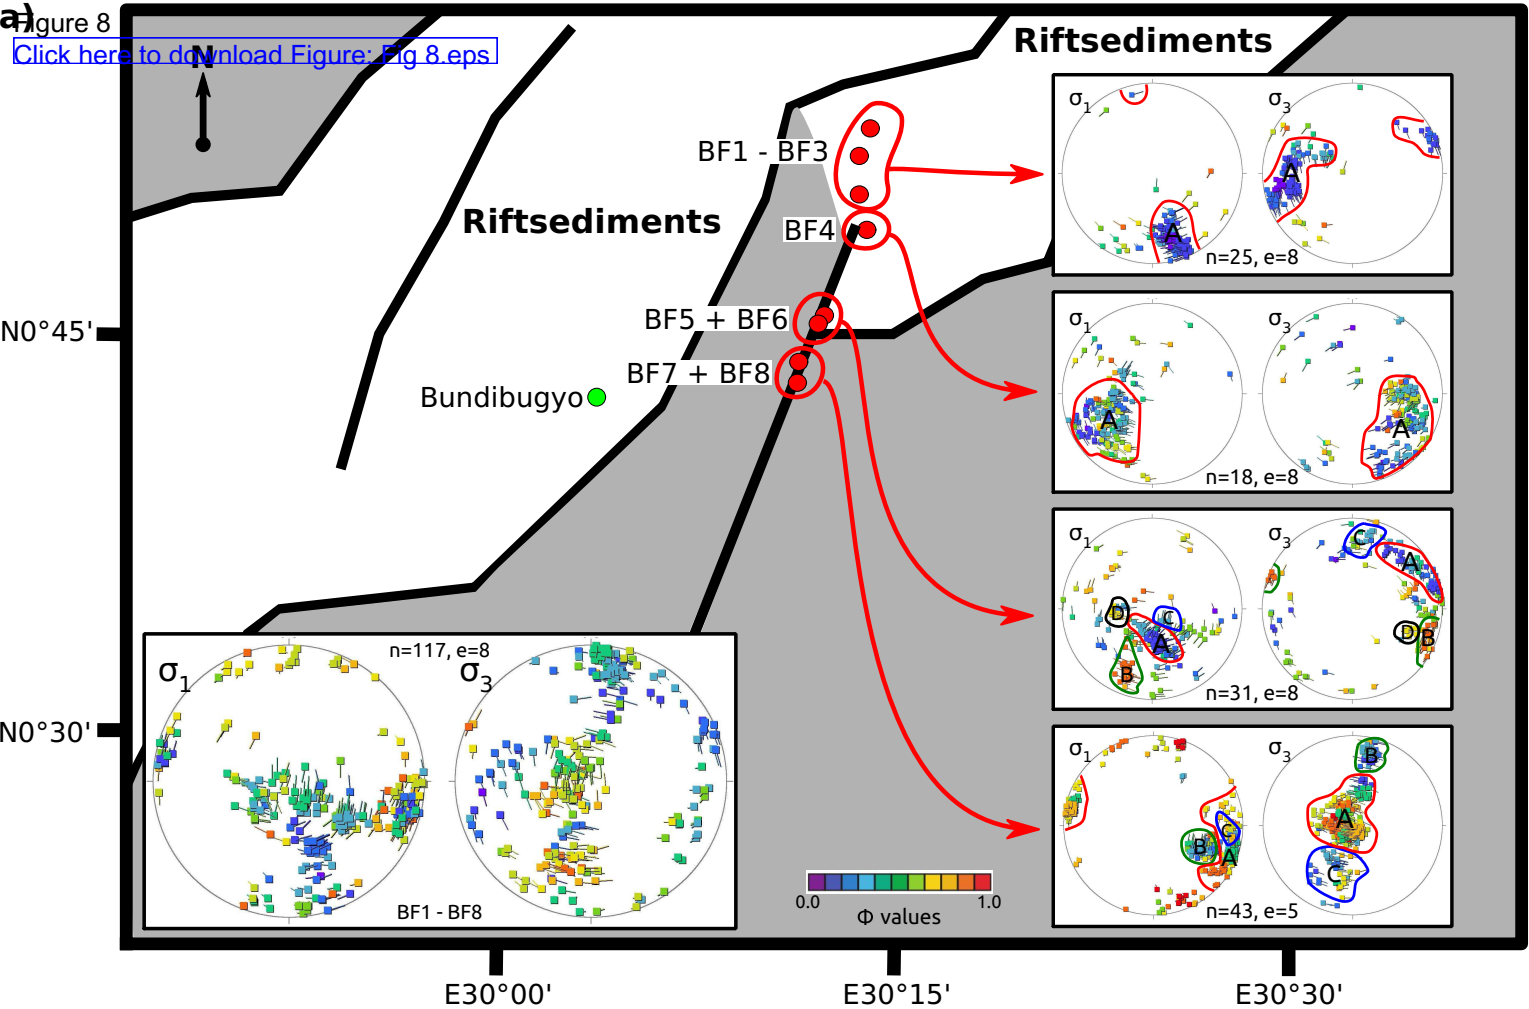 a)
Figure 8
Click here to download Figure: Fig 8.eps
N
Riftsediments
Riftsediments
BF1 - BF3
BF4
BF5 + BF6
BF7 + BF8
Bundibugyo
N0°45'
N0°30'
E30°00'
E30°15'
E30°30'
σ1
σ3
A
A
n=25, e=8
σ1
σ3
A
A
n=18, e=8
σ1
σ3
D
C
A
B
C
A
D
B
n=31, e=8
σ1
σ3
B
C
A
B
A
C
n=43, e=5
σ1
n=117, e=8
σ3
BF1 - BF8
0.0
1.0
Φ values